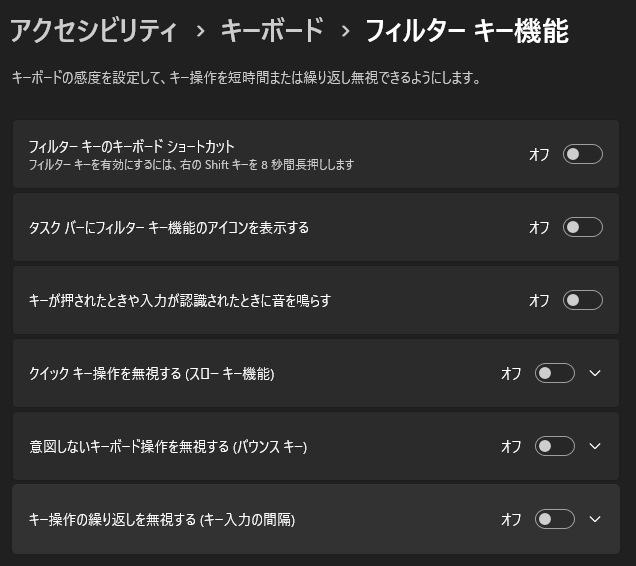 アクセシビリティ › キーボード › フィルター キー機能
キーボードの感度を設定して、キー操作を短時間または繰り返し無視できるようにします。
フィルター キーのキーボード ショートカット
フィルター キーを有効にするには、右の Shift キーを 8 秒間長押しします
オフ
タスク バーにフィルター キー機能のアイコンを表示する
オフ
キーが押されたときや入力が認識されたときに音を鳴らす
オフ
クイック キー操作を無視する (スロー キー機能)
オフ
意図しないキーボード操作を無視する (バウンス キー)
オフ
キー操作の繰り返しを無視する (キー入力の間隔)
オフ